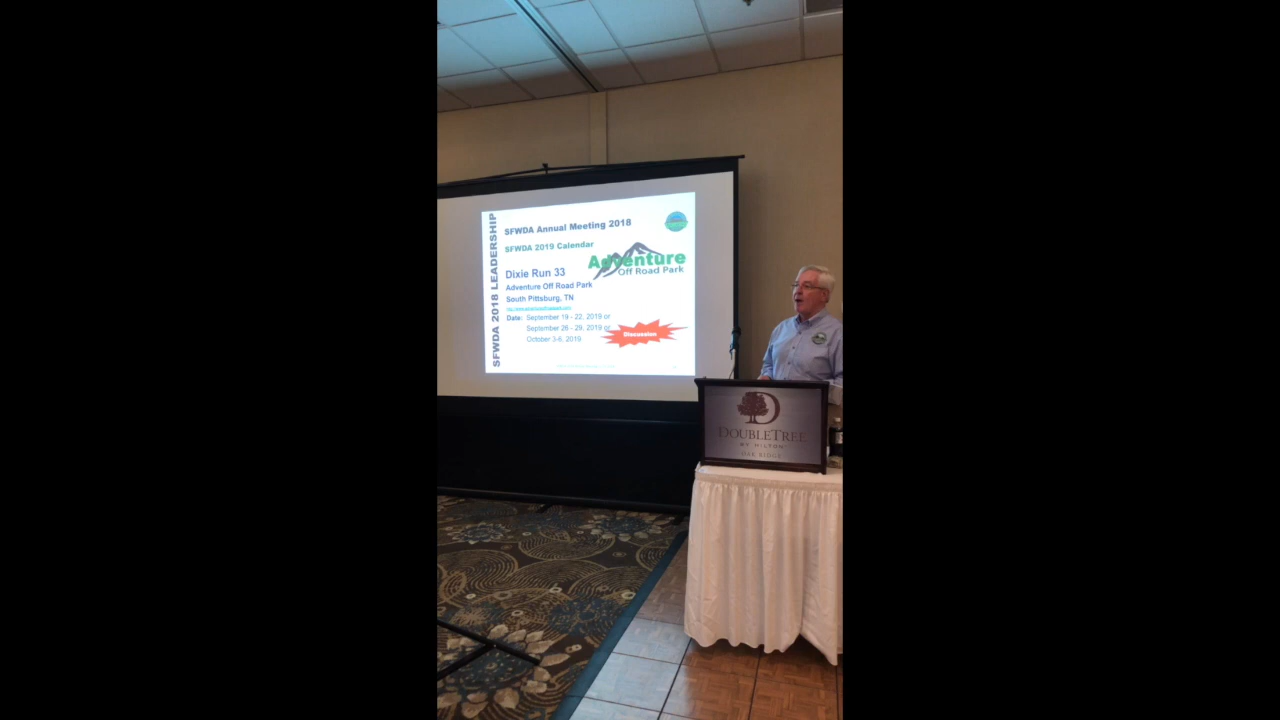 SFWDA 2018 LEADERSHIP
SFWDA Annual Meeting 2018
SFWDA 2019 Calendar
Adventure
Off Road Park
Dixie Run 33
Adventure Off Road Park
South Pittsburg, TN
Date: September 19 - 22, 2019 or
September 26 - 29, 2019 or
October 3-6, 2019
Discussion
D
DOUBLETREE
BY HILTON
OAK RIDGE